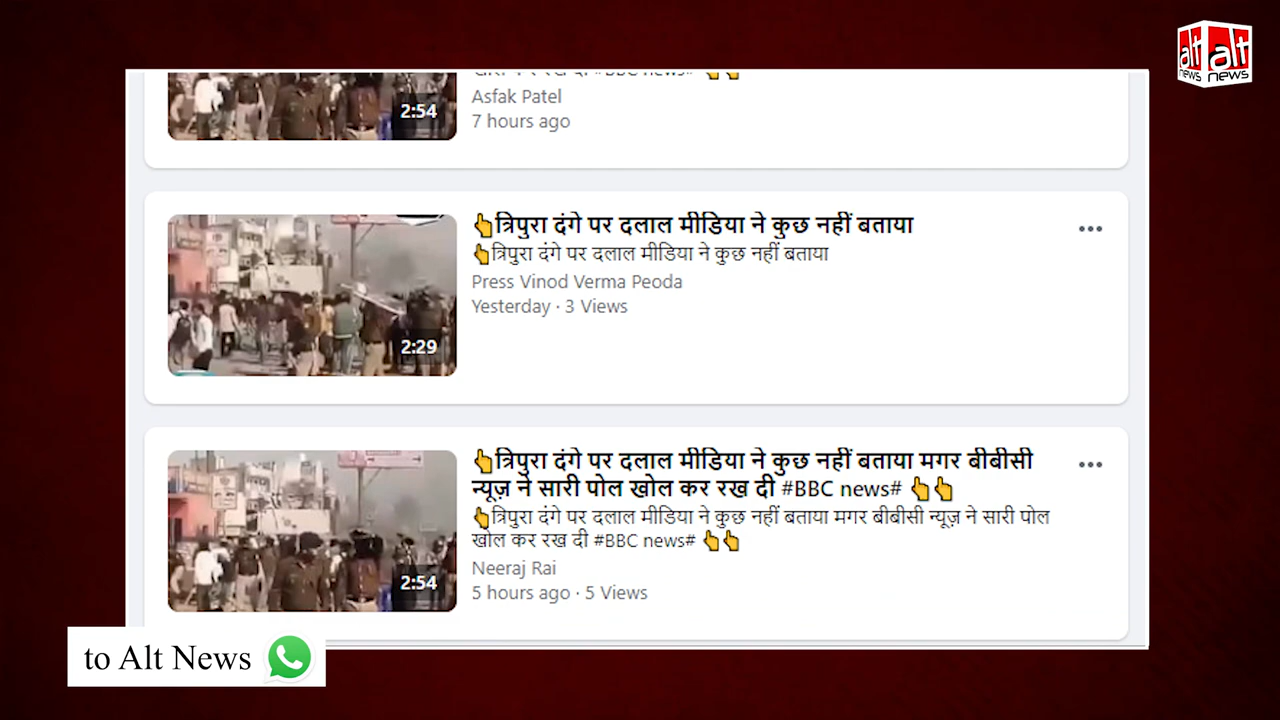 alt news alt news
#BBC news#
Asfak Patel
7 hours ago
2:54
👆त्रिपुरा दंगे पर दलाल मीडिया ने कुछ नहीं बताया
👆त्रिपुरा दंगे पर दलाल मीडिया ने कुछ नहीं बताया
Press Vinod Verma Peoda
Yesterday · 3 Views
2:29
👆त्रिपुरा दंगे पर दलाल मीडिया ने कुछ नहीं बताया मगर बीबीसी
न्यूज़ ने सारी पोल खोल कर रख दी #BBC news# 👆👆
👆त्रिपुरा दंगे पर दलाल मीडिया ने कुछ नहीं बताया मगर बीबीसी न्यूज़ ने सारी पोल
खोल कर रख दी #BBC news# 👆👆
Neeraj Rai
5 hours ago · 5 Views
2:54
to Alt News